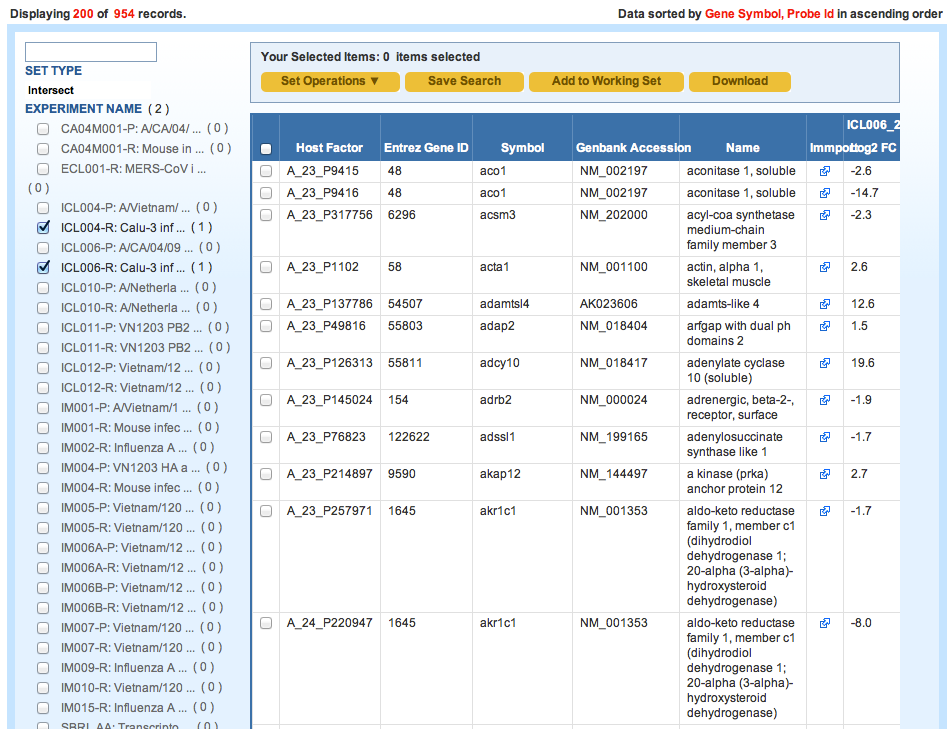 Displaying 200 of 954 records.
Data sorted by Gene Symbol, Probe Id in ascending order
SET TYPE
Intersect
EXPERIMENT NAME ( 2 )
CA04M001-P: A/CA/04/ ... ( 0 )
CA04M001-R: Mouse in ... ( 0 )
ECL001-R: MERS-CoV i ...
( 0 )
ICL004-P: A/Vietnam/ ... ( 0 )
ICL004-R: Calu-3 inf ... ( 1 )
ICL006-P: A/CA/04/09 ... ( 0 )
ICL006-R: Calu-3 inf ... ( 1 )
ICL010-P: A/Netherla ... ( 0 )
ICL010-R: A/Netherla ... ( 0 )
ICL011-P: VN1203 PB2 ... ( 0 )
ICL011-R: VN1203 PB2 ... ( 0 )
ICL012-P: Vietnam/12 ... ( 0 )
ICL012-R: Vietnam/12 ... ( 0 )
IM001-P: A/Vietnam/1 ... ( 0 )
IM001-R: Mouse infec ... ( 0 )
IM002-R: Influenza A ... ( 0 )
IM004-P: VN1203 HA a ... ( 0 )
IM004-R: Mouse infec ... ( 0 )
IM005-P: Vietnam/120 ... ( 0 )
IM005-R: Vietnam/120 ... ( 0 )
IM006A-P: Vietnam/12 ... ( 0 )
IM006A-R: Vietnam/12 ... ( 0 )
IM006B-P: Vietnam/12 ... ( 0 )
IM006B-R: Vietnam/12 ... ( 0 )
IM007-P: Vietnam/120 ... ( 0 )
IM007-R: Vietnam/120 ... ( 0 )
IM009-R: Influenza A ... ( 0 )
IM010-R: Vietnam/120 ... ( 0 )
IM015-R: Influenza A ... ( 0 )
SBRI_AA: Transcripto ... ( 0 )
Your Selected Items: 0 items selected
Set Operations ▼ Save Search Add to Working Set Download
ICL006_2
Host Factor Entrez Gene ID Symbol Genbank Accession Name Immport Log2 FC
A_23_P9415 48 aco1 NM_002197 aconitase 1, soluble -2.6
A_23_P9416 48 aco1 NM_002197 aconitase 1, soluble -14.7
A_23_P317756 6296 acsm3 NM_202000 acyl-coa synthetase -2.3
medium-chain
family member 3
A_23_P1102 58 acta1 NM_001100 actin, alpha 1, 2.6
skeletal muscle
A_23_P137786 54507 adamtsl4 AK023606 adamts-like 4 12.6
A_23_P49816 55803 adap2 NM_018404 arfgap with dual ph 1.5
domains 2
A_23_P126313 55811 adcy10 NM_018417 adenylate cyclase 19.6
10 (soluble)
A_23_P145024 154 adrb2 NM_000024 adrenergic, beta-2-, -1.9
receptor, surface
A_23_P76823 122622 adssl1 NM_199165 adenylosuccinate -1.7
synthase like 1
A_23_P214897 9590 akap12 NM_144497 a kinase (prka) 2.7
anchor protein 12
A_23_P257971 1645 akr1c1 NM_001353 aldo-keto reductase -1.7
family 1, member c1
(dihydrodiol
dehydrogenase 1;
20-alpha (3-alpha)-
hydroxysteroid
dehydrogenase)
A_24_P220947 1645 akr1c1 NM_001353 aldo-keto reductase -8.0
family 1, member c1
(dihydrodiol
dehydrogenase 1;
20-alpha (3-alpha)-
hydroxysteroid
dehydrogenase)